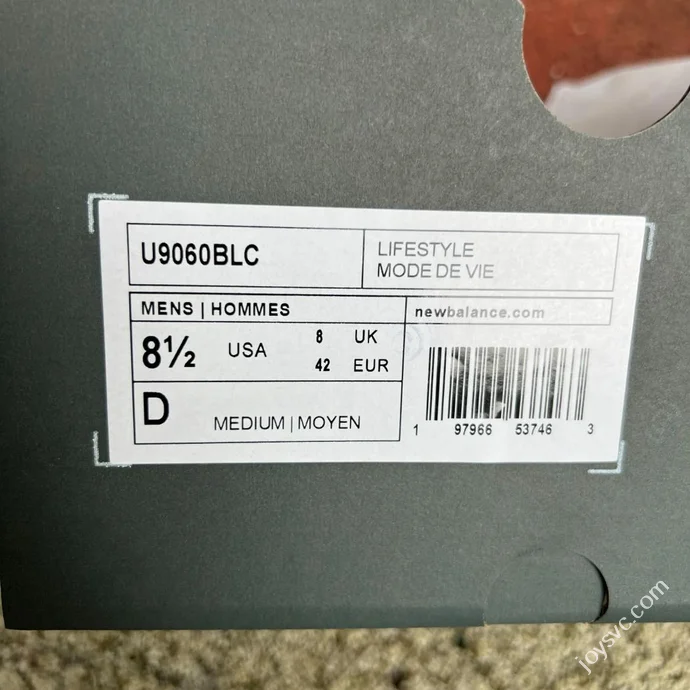 U9060BLC
LIFESTYLE
MODE DE VIE
MENS | HOMMES
newbalance.com
8½ USA
8 UK
42 EUR
D MEDIUM | MOYEN
1 97966 53746 3
joysvc.com